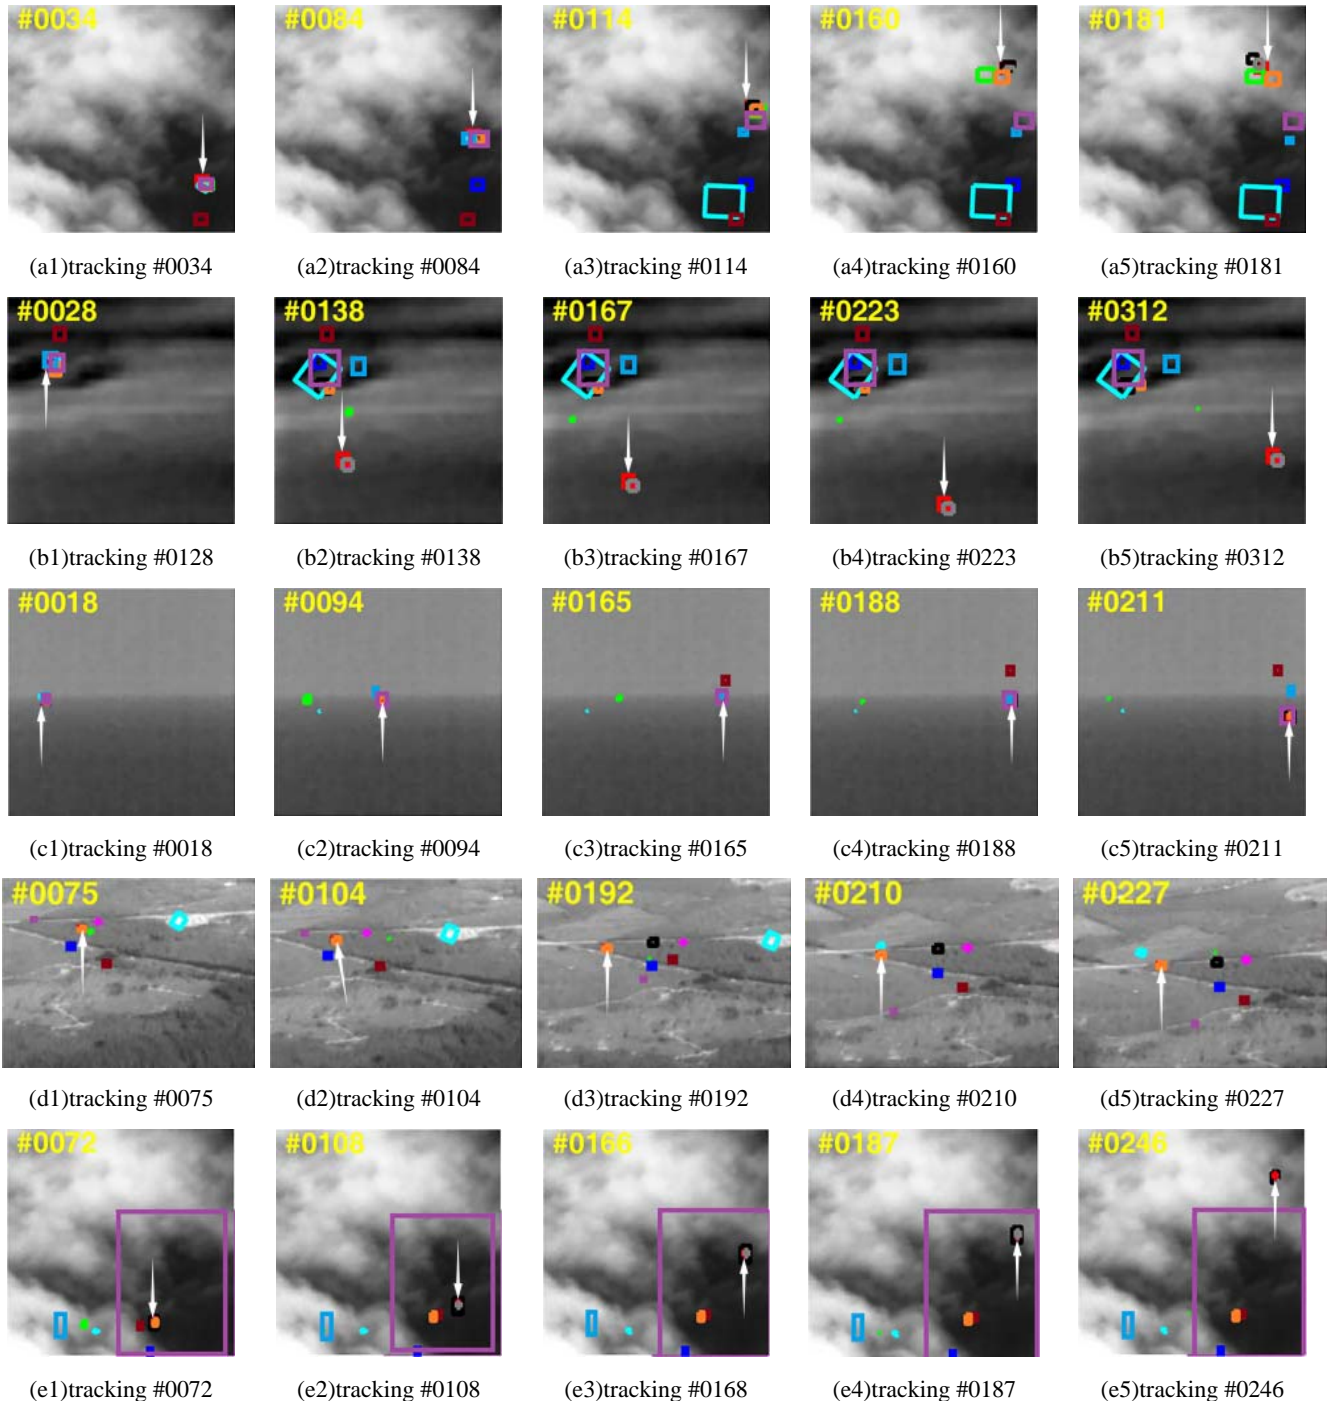 #0034 #0084 #0114 #0160 #0181
(a1)tracking #0034 (a2)tracking #0084 (a3)tracking #0114 (a4)tracking #0160 (a5)tracking #0181
#0028 #0138 #0167 #0223 #0312
(b1)tracking #0128 (b2)tracking #0138 (b3)tracking #0167 (b4)tracking #0223 (b5)tracking #0312
#0018 #0094 #0165 #0188 #0211
(c1)tracking #0018 (c2)tracking #0094 (c3)tracking #0165 (c4)tracking #0188 (c5)tracking #0211
#0075 #0104 #0192 #0210 #0227
(d1)tracking #0075 (d2)tracking #0104 (d3)tracking #0192 (d4)tracking #0210 (d5)tracking #0227
#0072 #0108 #0166 #0187 #0246
(e1)tracking #0072 (e2)tracking #0108 (e3)tracking #0168 (e4)tracking #0187 (e5)tracking #0246